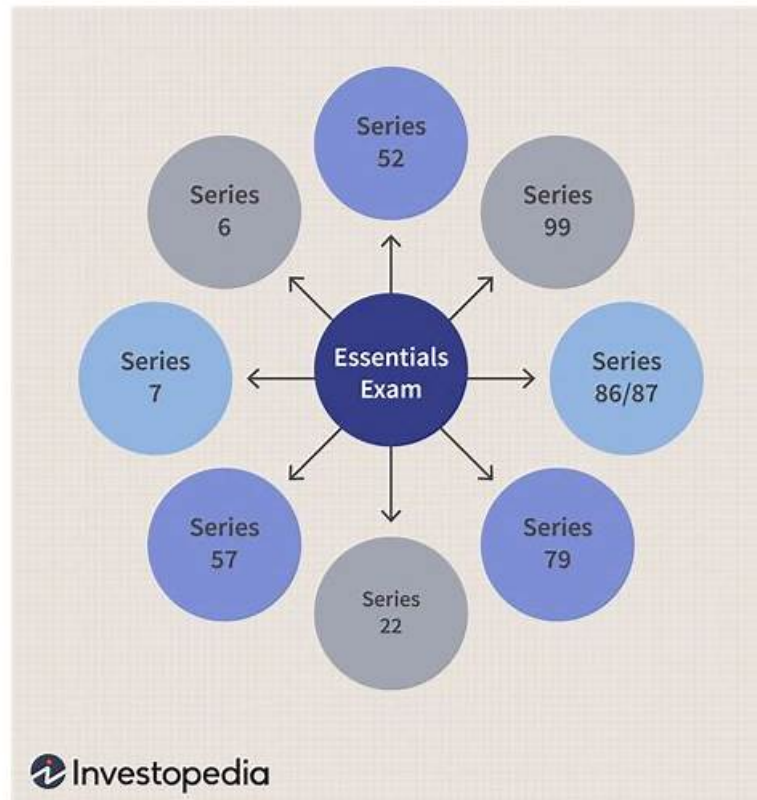 Series
52
Series
6
Series
99
Essentials
Exam
Series
7
Series
86/87
Series
57
Series
79
Series
22
Investopedia